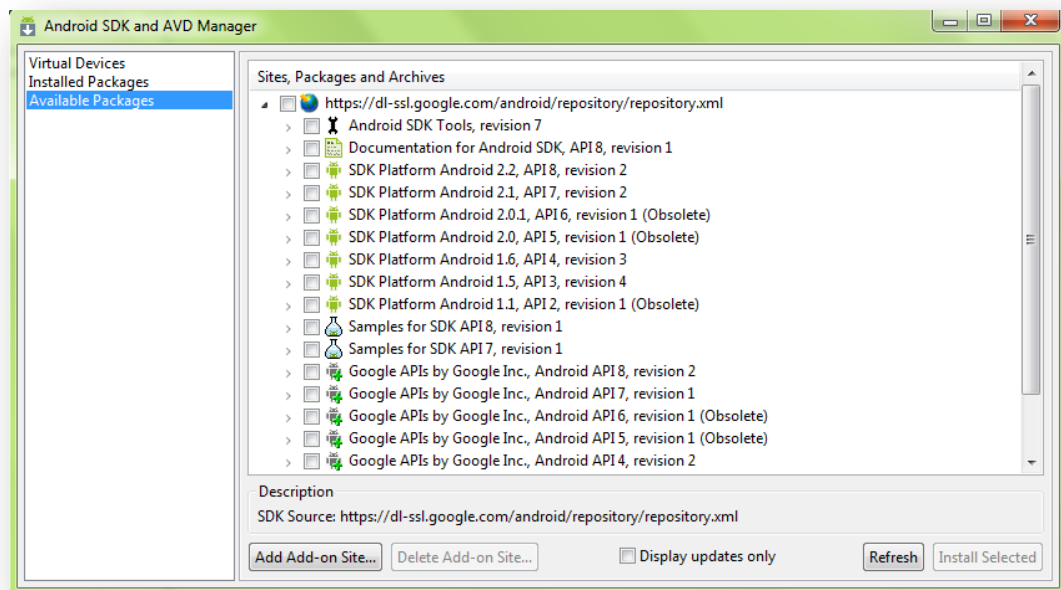 Android SDK and AVD Manager
Virtual Devices
Installed Packages
Available Packages
Sites, Packages and Archives
https://dl-ssl.google.com/android/repository/repository.xml
Android SDK Tools, revision 7
Documentation for Android SDK, API 8, revision 1
SDK Platform Android 2.2, API 8, revision 2
SDK Platform Android 2.1, API 7, revision 2
SDK Platform Android 2.0.1, API 6, revision 1 (Obsolete)
SDK Platform Android 2.0, API 5, revision 1 (Obsolete)
SDK Platform Android 1.6, API 4, revision 3
SDK Platform Android 1.5, API 3, revision 4
SDK Platform Android 1.1, API 2, revision 1 (Obsolete)
Samples for SDK API 8, revision 1
Samples for SDK API 7, revision 1
Google APIs by Google Inc., Android API 8, revision 2
Google APIs by Google Inc., Android API 7, revision 1
Google APIs by Google Inc., Android API 6, revision 1 (Obsolete)
Google APIs by Google Inc., Android API 5, revision 1 (Obsolete)
Google APIs by Google Inc., Android API 4, revision 2
Description
SDK Source: https://dl-ssl.google.com/android/repository/repository.xml
Add Add-on Site... Delete Add-on Site... Display updates only Refresh Install Selected